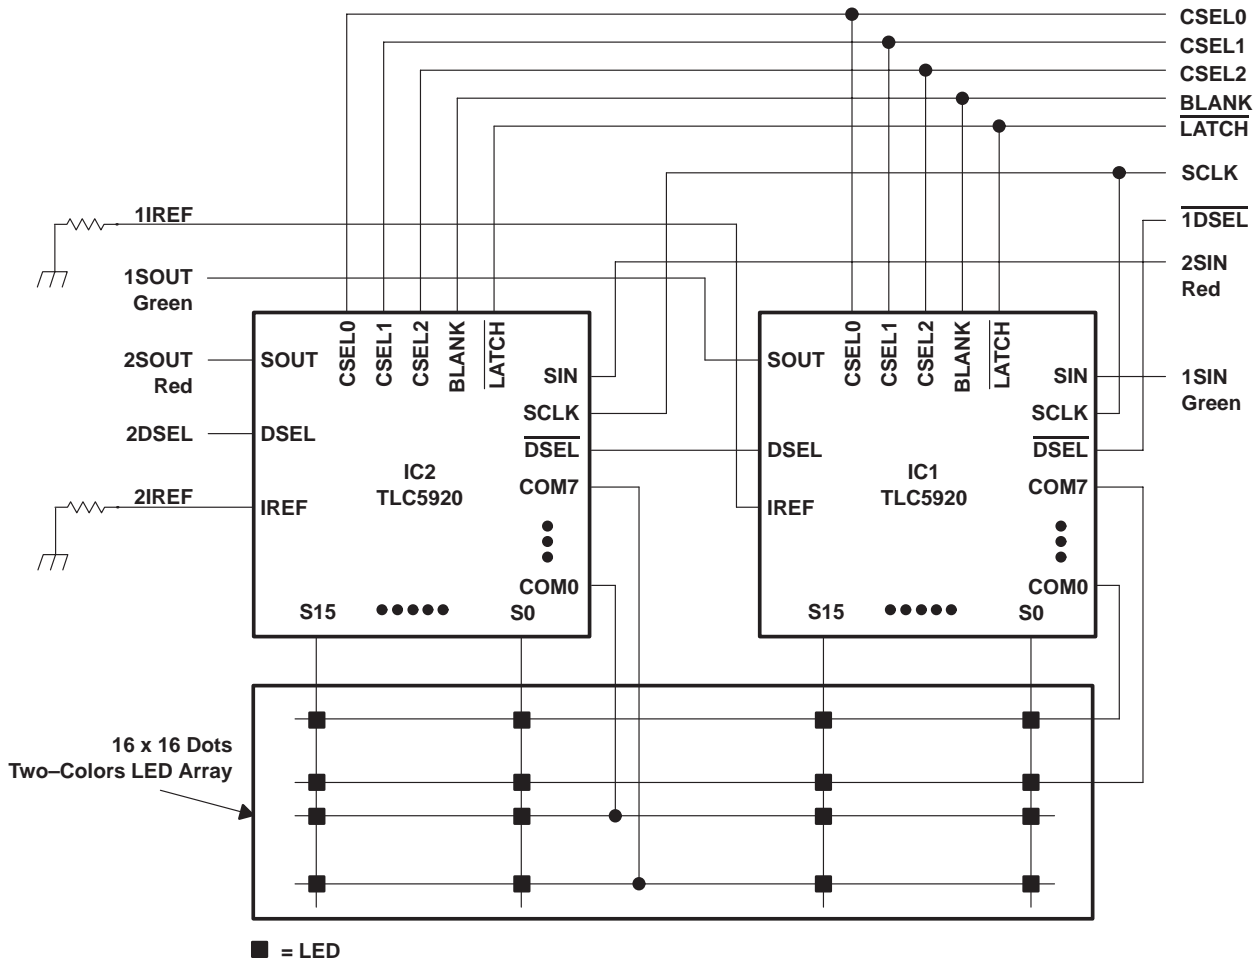 CSEL0
CSEL1
CSEL2
BLANK
LATCH
SCLK
1DSEL
2SIN
Red
1SIN
Green
1IREF
1SOUT
Green
2SOUT
Red
2DSEL
2IREF
CSEL0
CSEL1
CSEL2
BLANK
LATCH
SOUT
SIN
SCLK
DSEL
DSEL
IC2
TLC5920
COM7
IREF
COM0
S15
S0
CSEL0
CSEL1
CSEL2
BLANK
LATCH
SOUT
SIN
SCLK
DSEL
DSEL
IC1
TLC5920
COM7
IREF
COM0
S15
S0
16 x 16 Dots
Two–Colors LED Array
= LED